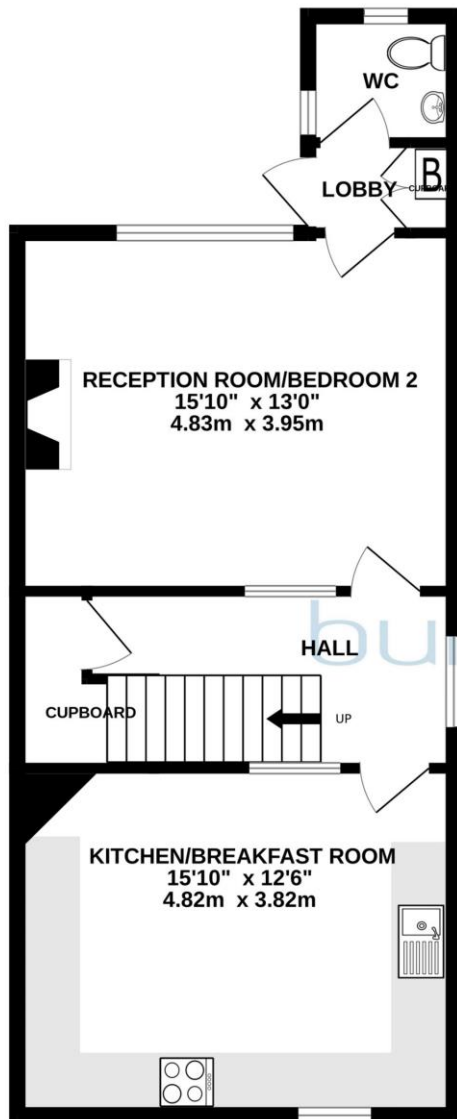 WC
LOBBY
B
RECEPTION ROOM/BEDROOM 2
15'10" x 13'0"
4.83m x 3.95m
HALL
CUPBOARD
UP
KITCHEN/BREAKFAST ROOM
15'10" x 12'6"
4.82m x 3.82m